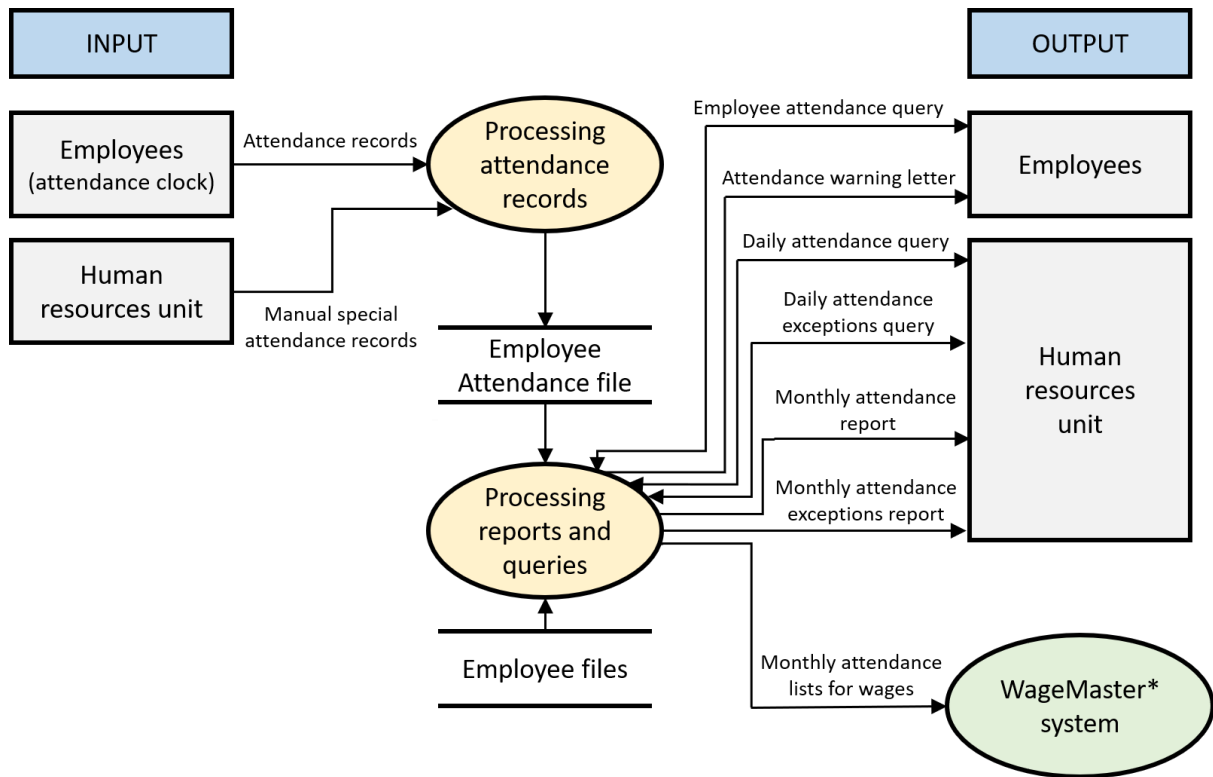 INPUT
OUTPUT
Employees
(attendance clock)
Attendance records
Processing
attendance
records
Human
resources unit
Manual special
attendance records
Employee
Attendance file
Processing
reports and
queries
Employee files
Employee attendance query
Attendance warning letter
Employees
Daily attendance query
Daily attendance
exceptions query
Monthly attendance
report
Monthly attendance
exceptions report
Human
resources
unit
Monthly attendance
lists for wages
WageMaster*
system